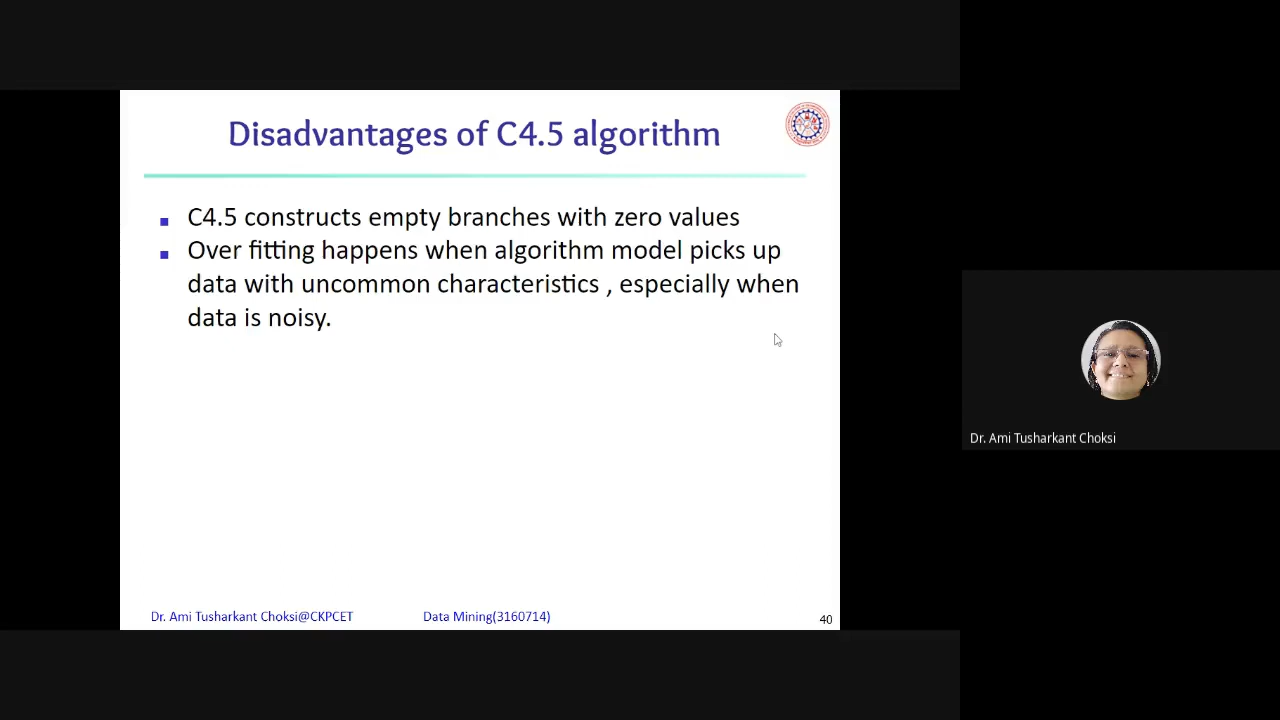 Disadvantages of C4.5 algorithm
C4.5 constructs empty branches with zero values
Over fitting happens when algorithm model picks up
data with uncommon characteristics , especially when
data is noisy.
Dr. Ami Tusharkant Choksi@CKPCET
Data Mining(3160714)
40
Dr. Ami Tusharkant Choksi